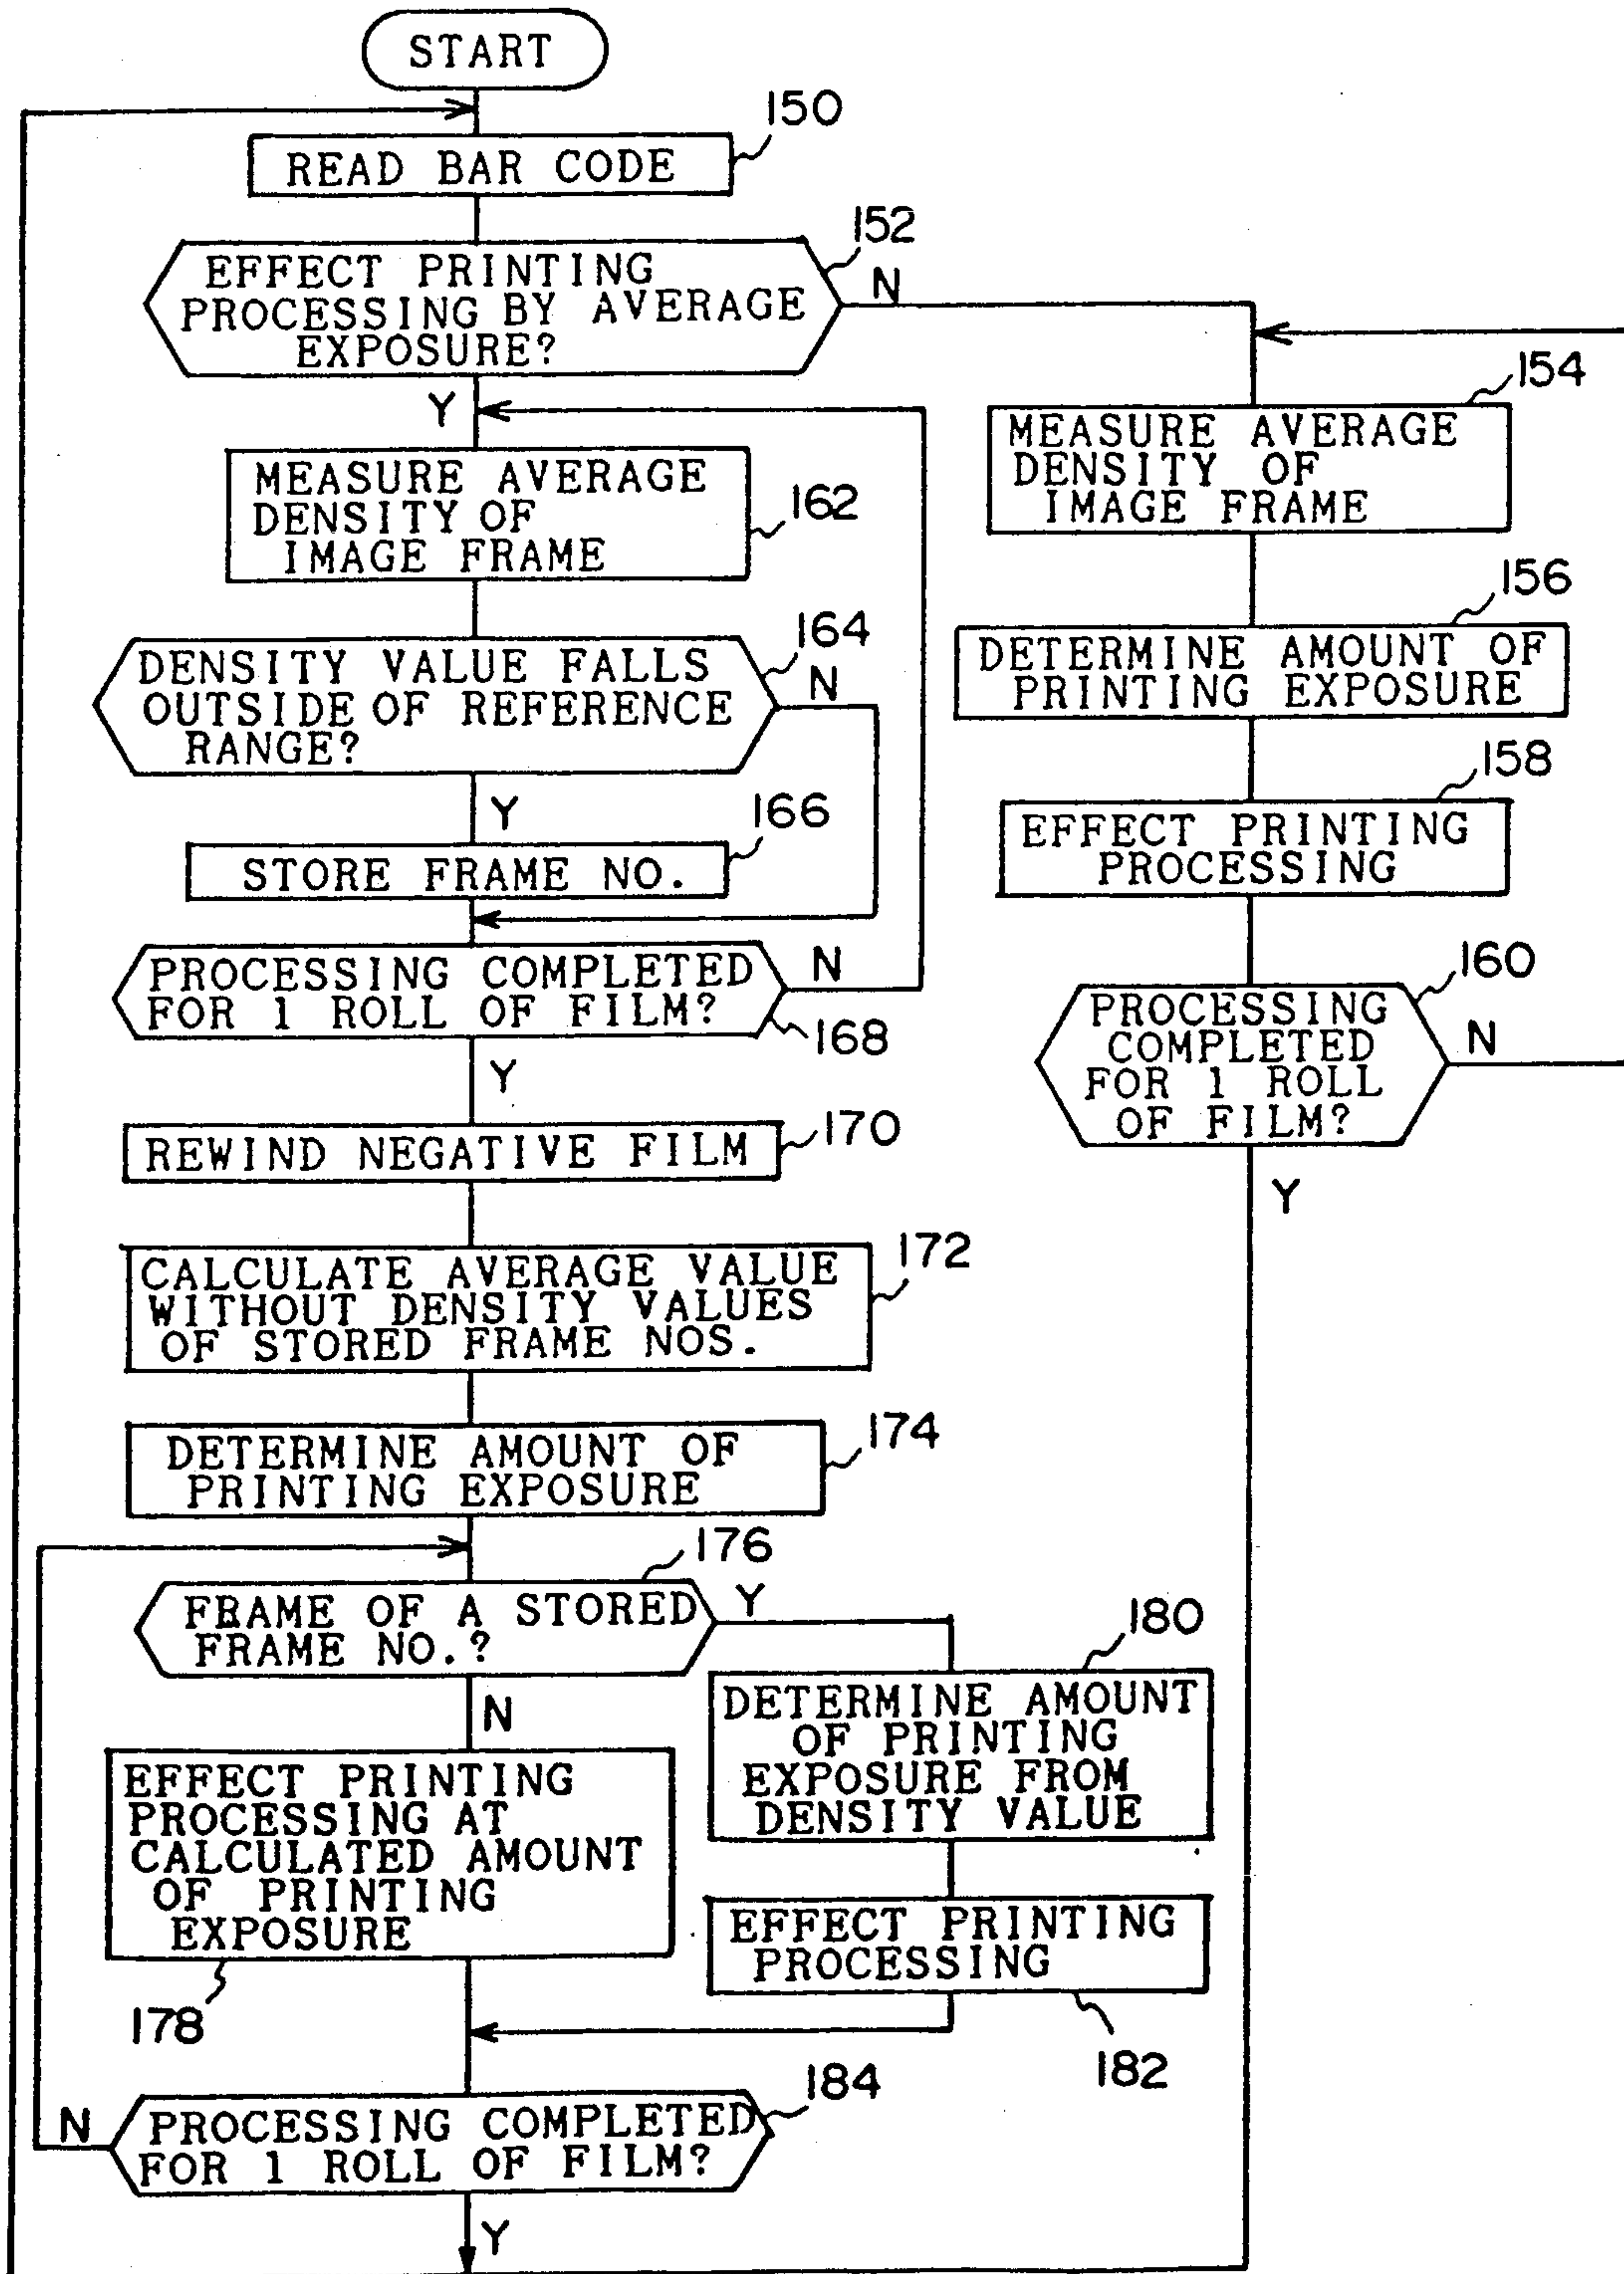 START
150
READ BAR CODE
152
EFFECT PRINTING
PROCESSING BY AVERAGE
EXPOSURE?
N
Y
154
MEASURE AVERAGE
DENSITY OF
IMAGE FRAME
156
DETERMINE AMOUNT OF
PRINTING EXPOSURE
158
EFFECT PRINTING
PROCESSING
160
PROCESSING
COMPLETED
FOR 1 ROLL
OF FILM?
N
Y
MEASURE AVERAGE
DENSITY OF
IMAGE FRAME
162
164
DENSITY VALUE FALLS
OUTSIDE OF REFERENCE
RANGE?
N
Y
166
STORE FRAME NO.
PROCESSING COMPLETED
FOR 1 ROLL OF FILM?
N
168
Y
REWIND NEGATIVE FILM
170
CALCULATE AVERAGE VALUE
WITHOUT DENSITY VALUES
OF STORED FRAME NOS.
172
DETERMINE AMOUNT OF
PRINTING EXPOSURE
174
176
FRAME OF A STORED
FRAME NO.?
Y
N
180
DETERMINE AMOUNT
OF PRINTING
EXPOSURE FROM
DENSITY VALUE
EFFECT PRINTING
PROCESSING AT
CALCULATED AMOUNT
OF PRINTING
EXPOSURE
178
EFFECT PRINTING
PROCESSING
182
184
PROCESSING COMPLETED
FOR 1 ROLL OF FILM?
N
Y